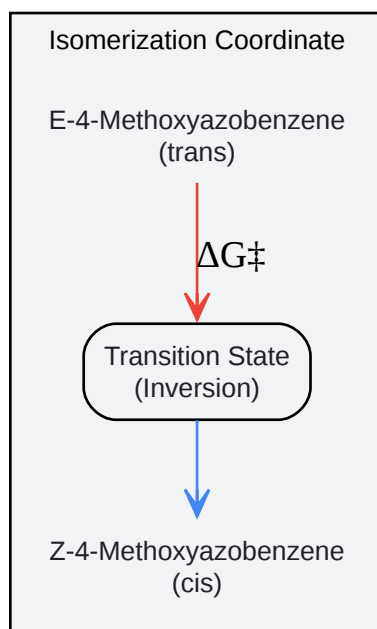 Isomerization Coordinate
E-4-Methoxyazobenzene
(trans)
ΔG‡
Transition State
(Inversion)
Z-4-Methoxyazobenzene
(cis)